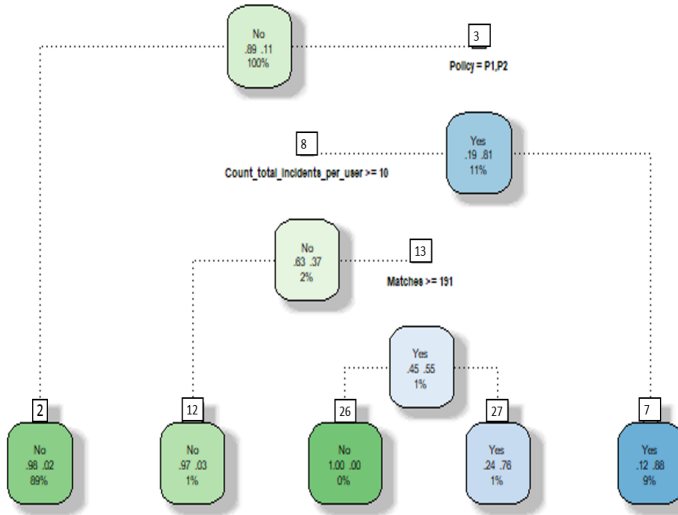 No
.89 .11
100%
3
Policy = P1,P2
8
Count_total_incidents_per_user >= 10
Yes
.19 .81
11%
No
.63 .37
2%
13
Matches >= 191
Yes
.45 .55
1%
2
No
.98 .02
89%
12
No
.97 .03
1%
26
No
1.00 .00
0%
27
Yes
.24 .76
1%
7
Yes
.12 .88
9%